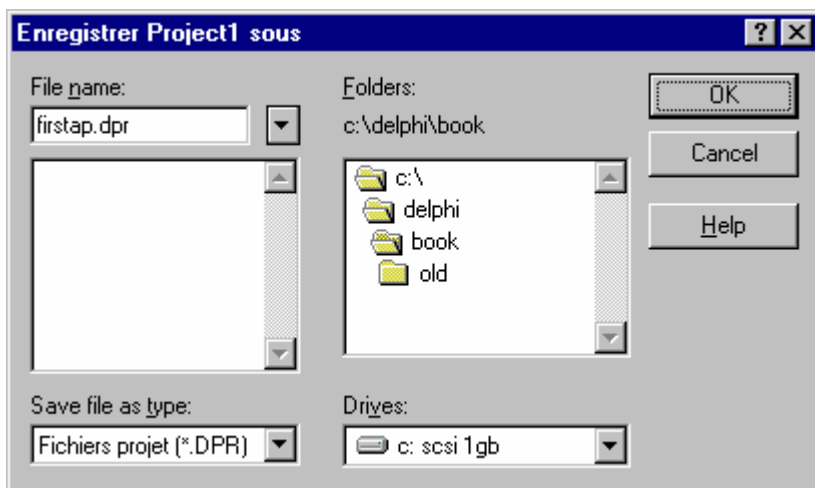 Enregistrer Project1 sous
File name:
firstap.dpr
Folders:
c:\delphi\book
c:\
delphi
book
old
OK
Cancel
Help
Save file as type:
Fichiers projet (*.DPR)
Drives:
c: scsi 1gb